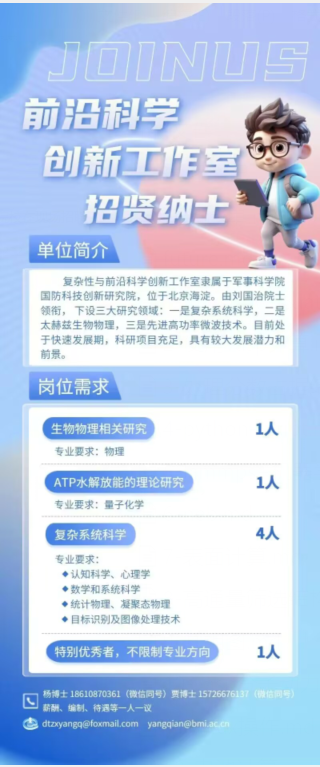 JOINUS
前沿科学
创新工作室
招贤纳士
单位简介
复杂性与前沿科学创新工作室隶属于军事科学院
国防科技创新研究院，位于北京海淀。由刘国治院士
领衔，下设三大研究领域：一是复杂系统科学，二是
太赫兹生物物理，三是先进高功率微波技术。目前处
于快速发展期，科研项目充足，具有较大发展潜力和
前景。
岗位需求
生物物理相关研究 1人
专业要求：物理
ATP水解放能的理论研究 1人
专业要求：量子化学
复杂系统科学 4人
专业要求：
◆认知科学、心理学
◆数学和系统科学
◆统计物理、凝聚态物理
◆目标识别及图像处理技术
特别优秀者，不限制专业方向 1人
杨博士 18610870361（微信同号）贾博士 15726676137（微信同号）
薪酬、编制、待遇等一人一议
dtzxyangq@foxmail.com yangqian@bmi.ac.cn